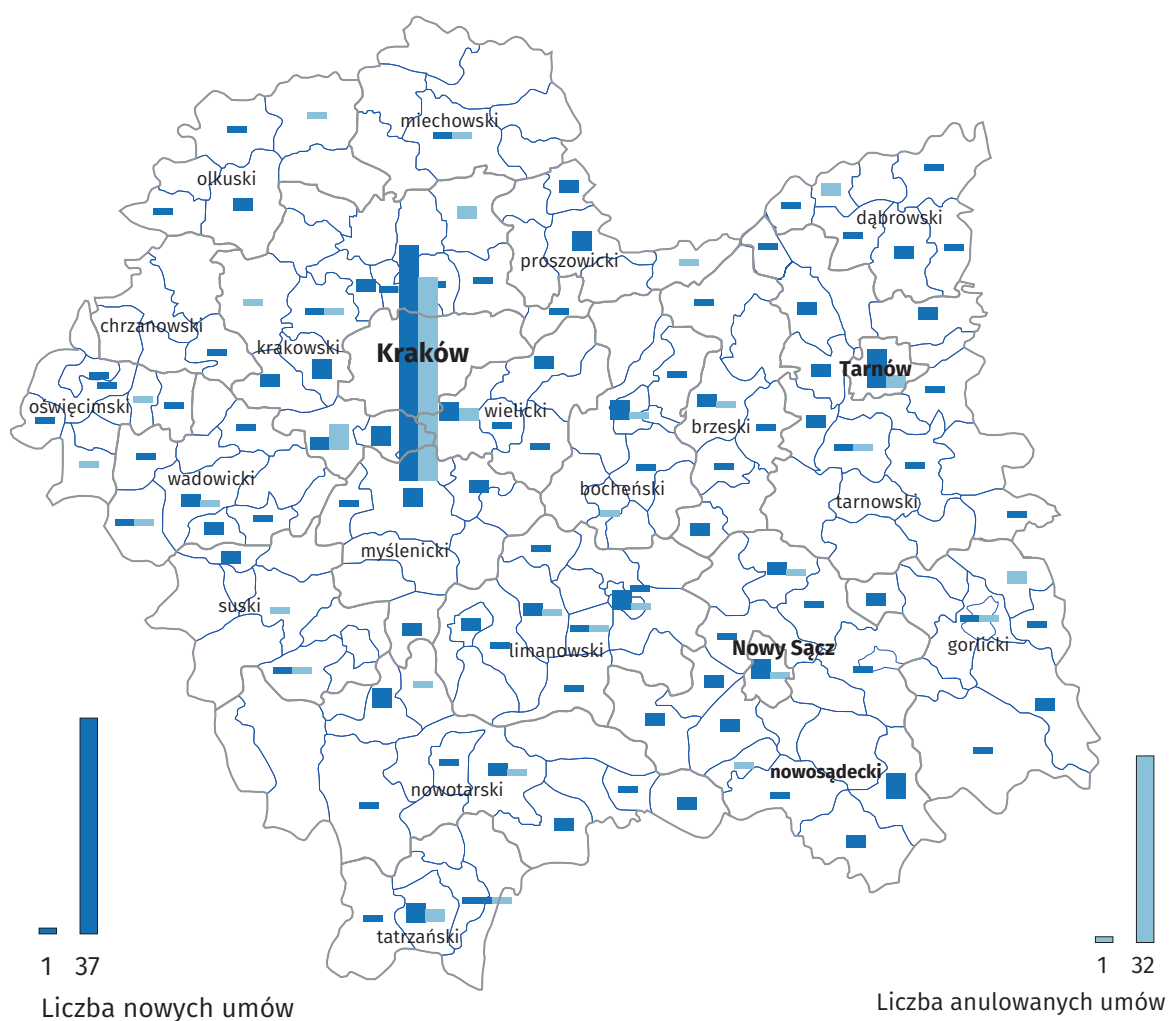 miechowski
olkuski
dąbrowski
proszowicki
chrzanowski
krakowski
Kraków
Tarnów
oświęcimski
wielicki
brzeski
wadowicki
bocheński
tarnowski
myślenicki
suski
limanowski
Nowy Sącz
gorlicki
nowosądecki
nowotarski
tatrzański
1 37
Liczba nowych umów
1 32
Liczba anulowanych umów